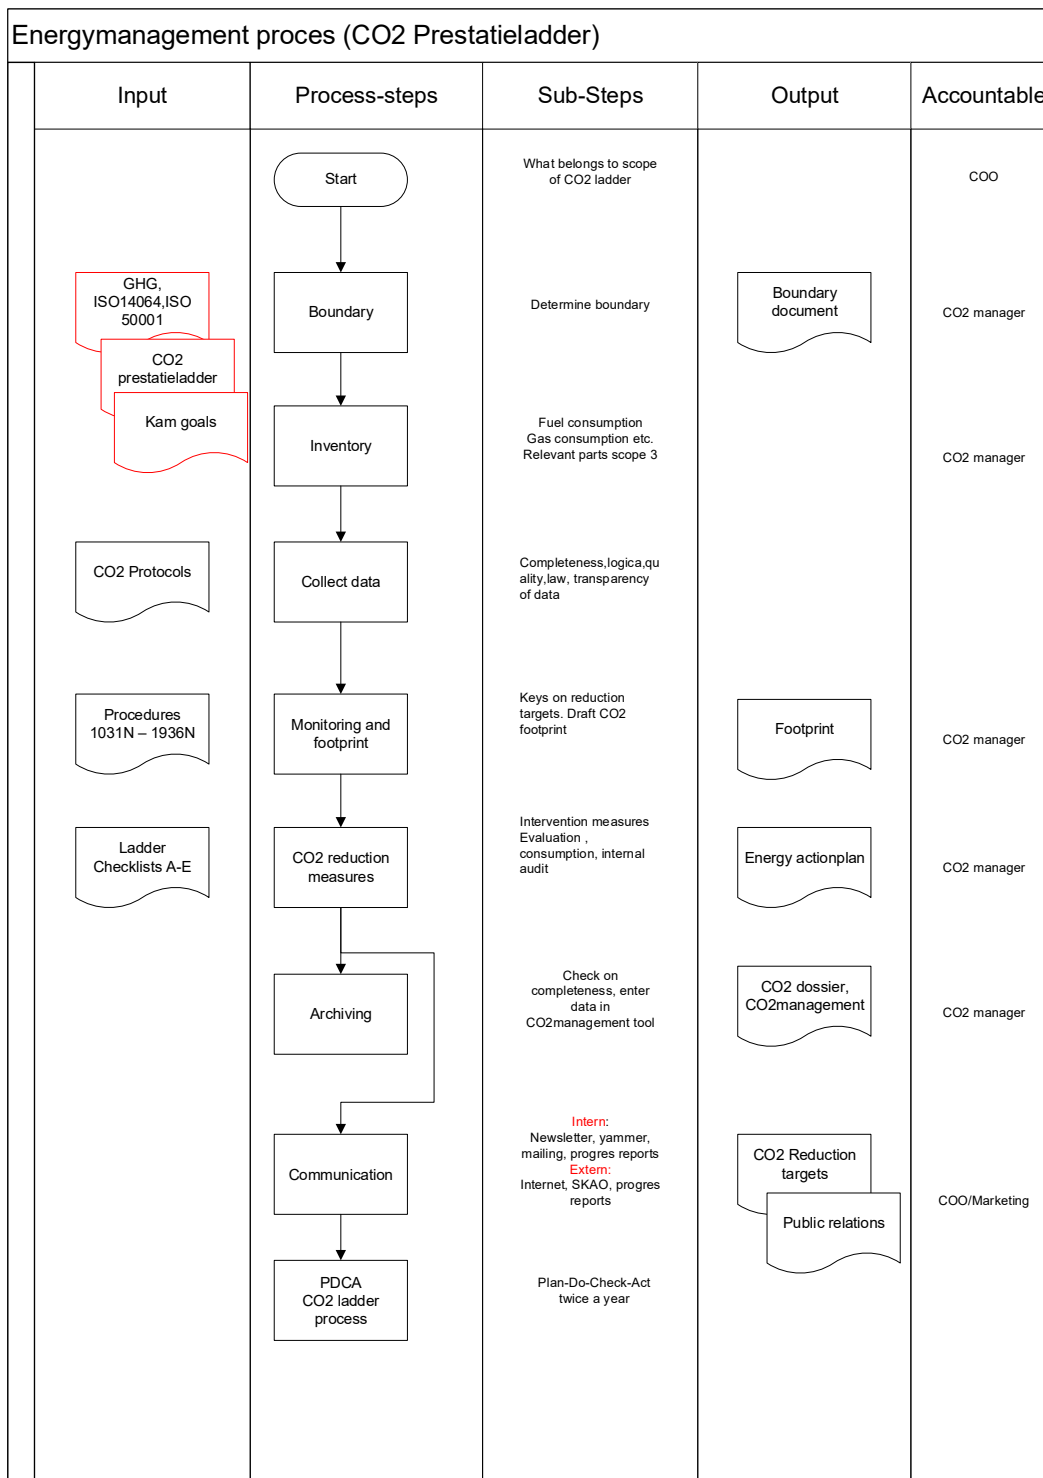 Energymanagement proces (CO2 Prestatieladder)
Input
Process-steps
Sub-Steps
Output
Accountable
Start
What belongs to scope
of CO2 ladder
COO
GHG,
ISO14064,ISO
50001
CO2
prestatieladder
Kam goals
Boundary
Determine boundary
Boundary
document
CO2 manager
Inventory
Fuel consumption
Gas consumption etc.
Relevant parts scope 3
CO2 manager
CO2 Protocols
Collect data
Completeness,logica,qu
ality,law, transparency
of data
Procedures
1031N – 1936N
Monitoring and
footprint
Keys on reduction
targets. Draft CO2
footprint
Footprint
CO2 manager
Ladder
Checklists A-E
CO2 reduction
measures
Intervention measures
Evaluation ,
consumption, internal
audit
Energy actionplan
CO2 manager
Archiving
Check on
completeness, enter
data in
CO2management tool
CO2 dossier,
CO2management
CO2 manager
Communication
Intern:
Newsletter, yammer,
mailing, progres reports
Extern:
Internet, SKAO, progres
reports
CO2 Reduction
targets
Public relations
COO/Marketing
PDCA
CO2 ladder
process
Plan-Do-Check-Act
twice a year